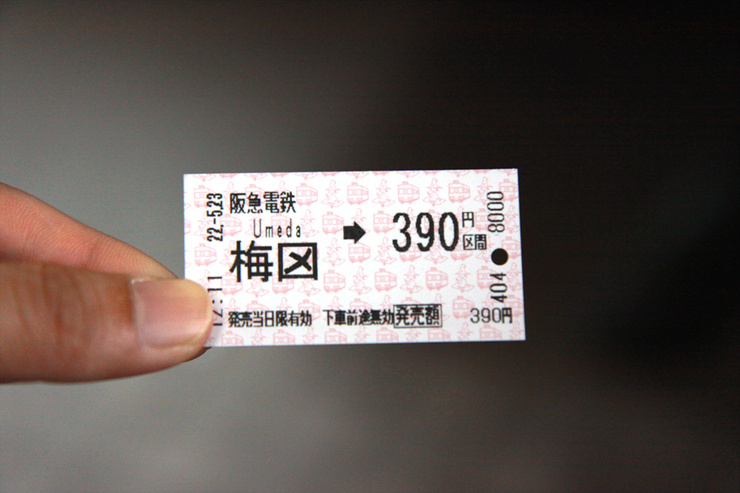 阪急電鉄
Umeda
梅田 ➡ 390円区間
発売当日限有効 下車前途無効 発売額 390円
12:11 22.-5.23
404 ● 8000